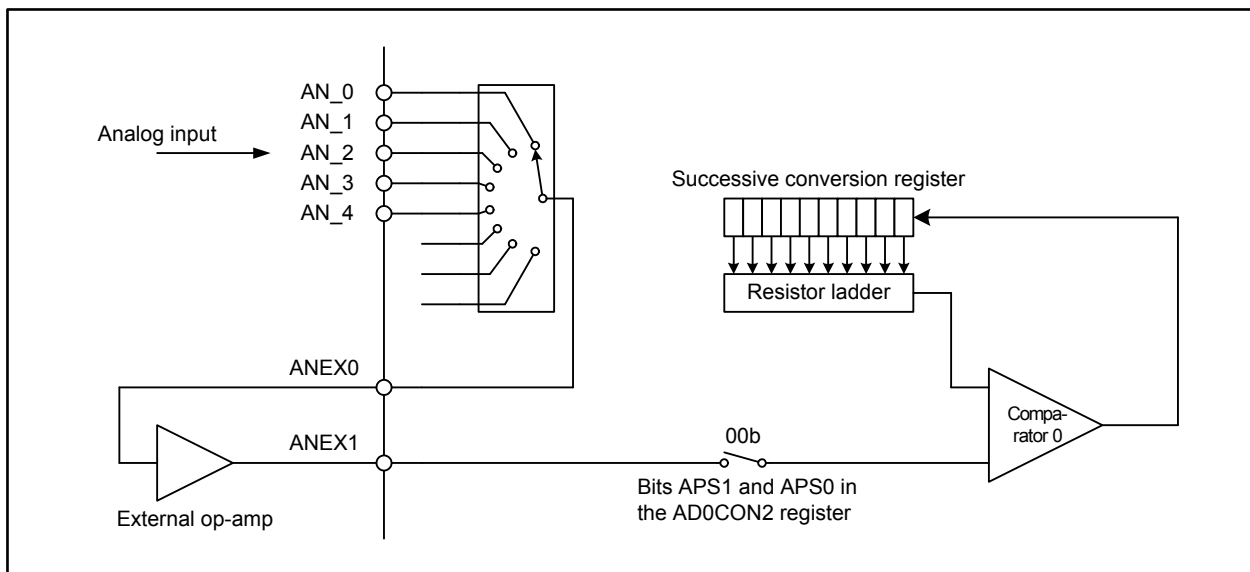 AN_0
AN_1
Analog input
AN_2
AN_3
AN_4
Successive conversion register
Resistor ladder
ANEX0
Compa-
rator 0
ANEX1
00b
Bits APS1 and APS0 in
the AD0CON2 register
External op-amp